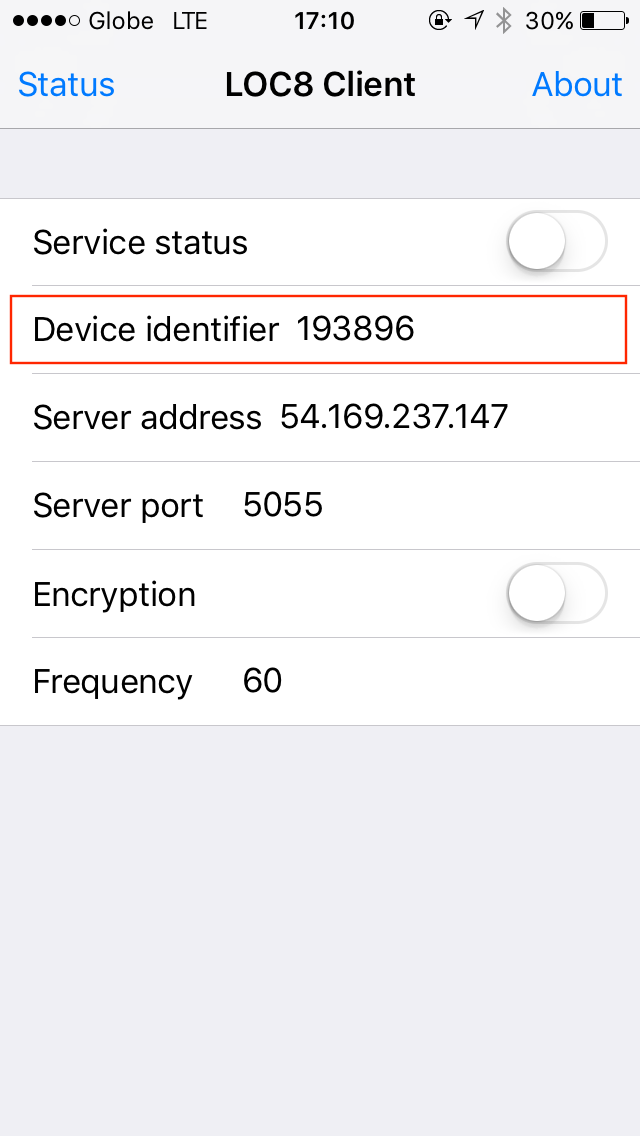 Globe LTE 17:10 30%
Status LOC8 Client About
Service status
Device identifier 193896
Server address 54.169.237.147
Server port 5055
Encryption
Frequency 60